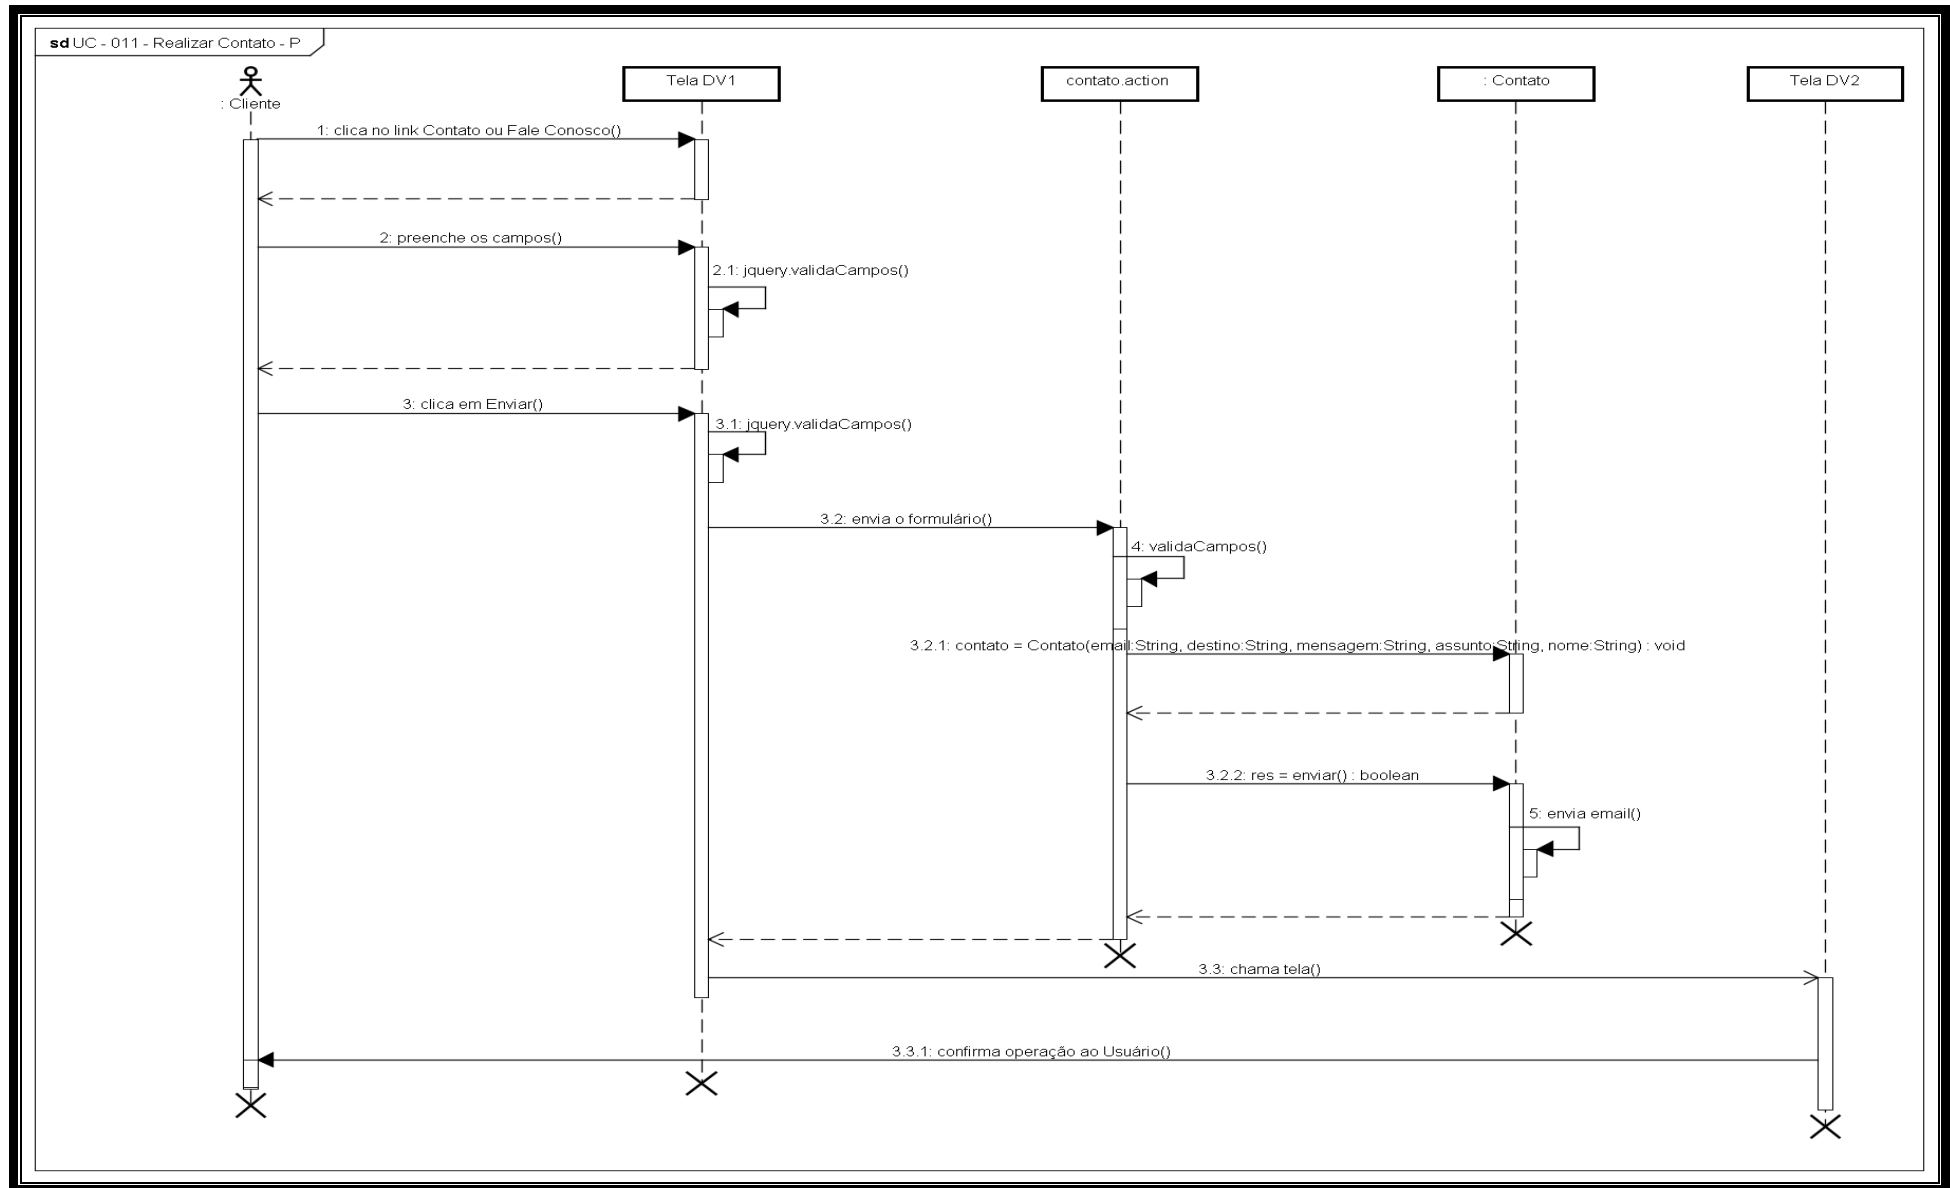 sd UC - 011 - Realizar Contato - P
: Cliente
Tela DV1
contato.action
: Contato
Tela DV2
1: clica no link Contato ou Fale Conosco()
2: preenche os campos()
2.1: jquery.validaCampos()
3: clica em Enviar()
3.1: jquery.validaCampos()
3.2: envia o formulário()
4: validaCampos()
3.2.1: contato = Contato(email:String, destino:String, mensagem:String, assunto:String, nome:String) : void
3.2.2: res = enviar() : boolean
5: envia email()
3.3: chama tela()
3.3.1: confirma operação ao Usuário()